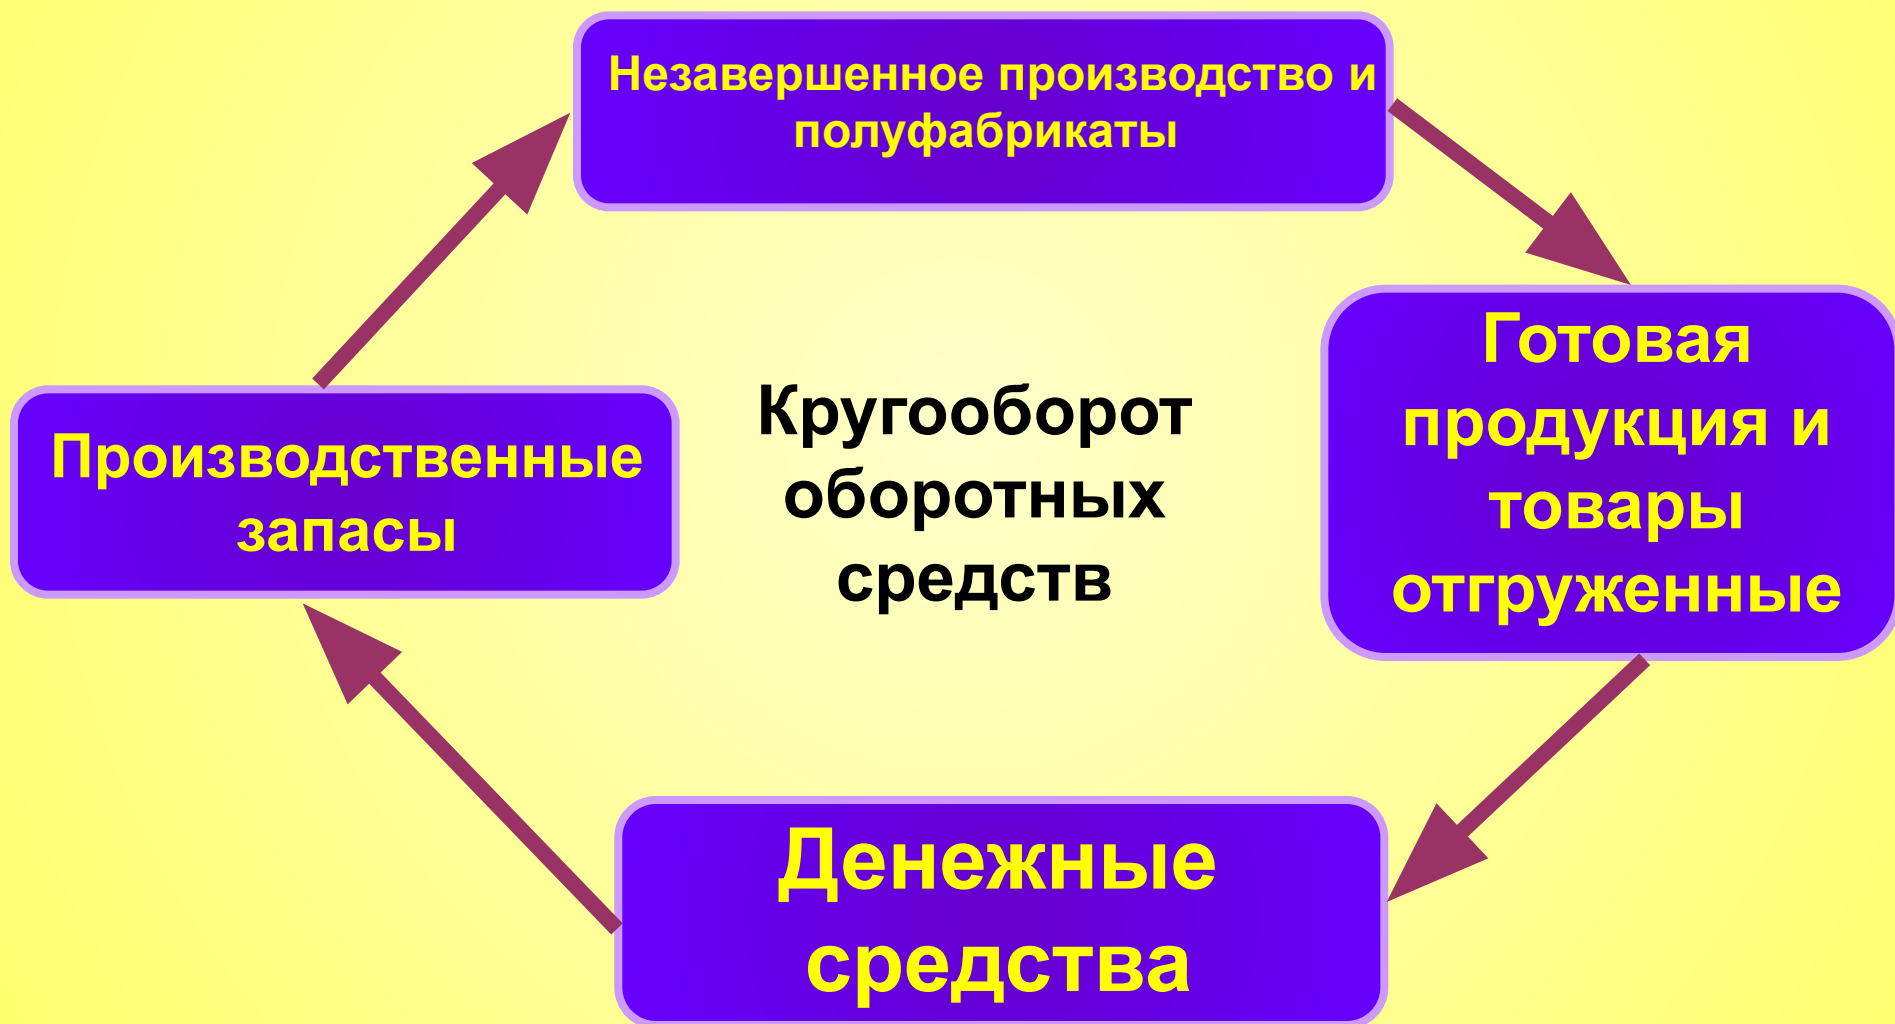 Незавершенное производство и
полуфабрикаты
Готовая
продукция и
товары
отгруженные
Кругооборот
оборотных
средств
Производственные
запасы
Денежные
средства